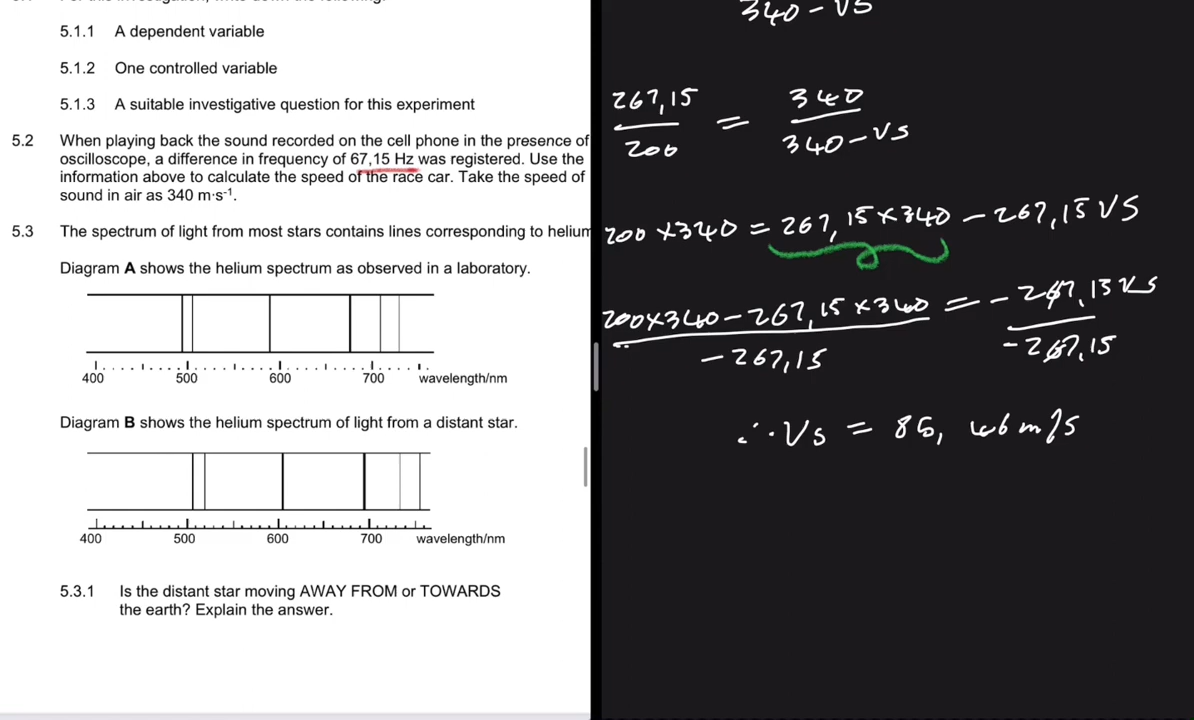 5.1.1 A dependent variable
5.1.2 One controlled variable
5.1.3 A suitable investigative question for this experiment
5.2 When playing back the sound recorded on the cell phone in the presence of
oscilloscope, a difference in frequency of 67,15 Hz was registered. Use the
information above to calculate the speed of the race car. Take the speed of
sound in air as 340 m·s⁻¹.
5.3 The spectrum of light from most stars contains lines corresponding to helium
Diagram A shows the helium spectrum as observed in a laboratory.
400 500 600 700 wavelength/nm
Diagram B shows the helium spectrum of light from a distant star.
400 500 600 700 wavelength/nm
5.3.1 Is the distant star moving AWAY FROM or TOWARDS
the earth? Explain the answer.
340 - VS
267,15 / 200 = 340 / 340 - VS
200 × 340 = 267,15 × 340 - 267,15 VS
200×340 - 267,15 × 340 / -267,15 = -267,15 VS / -267,15
∴ VS = 85, 46 m/s